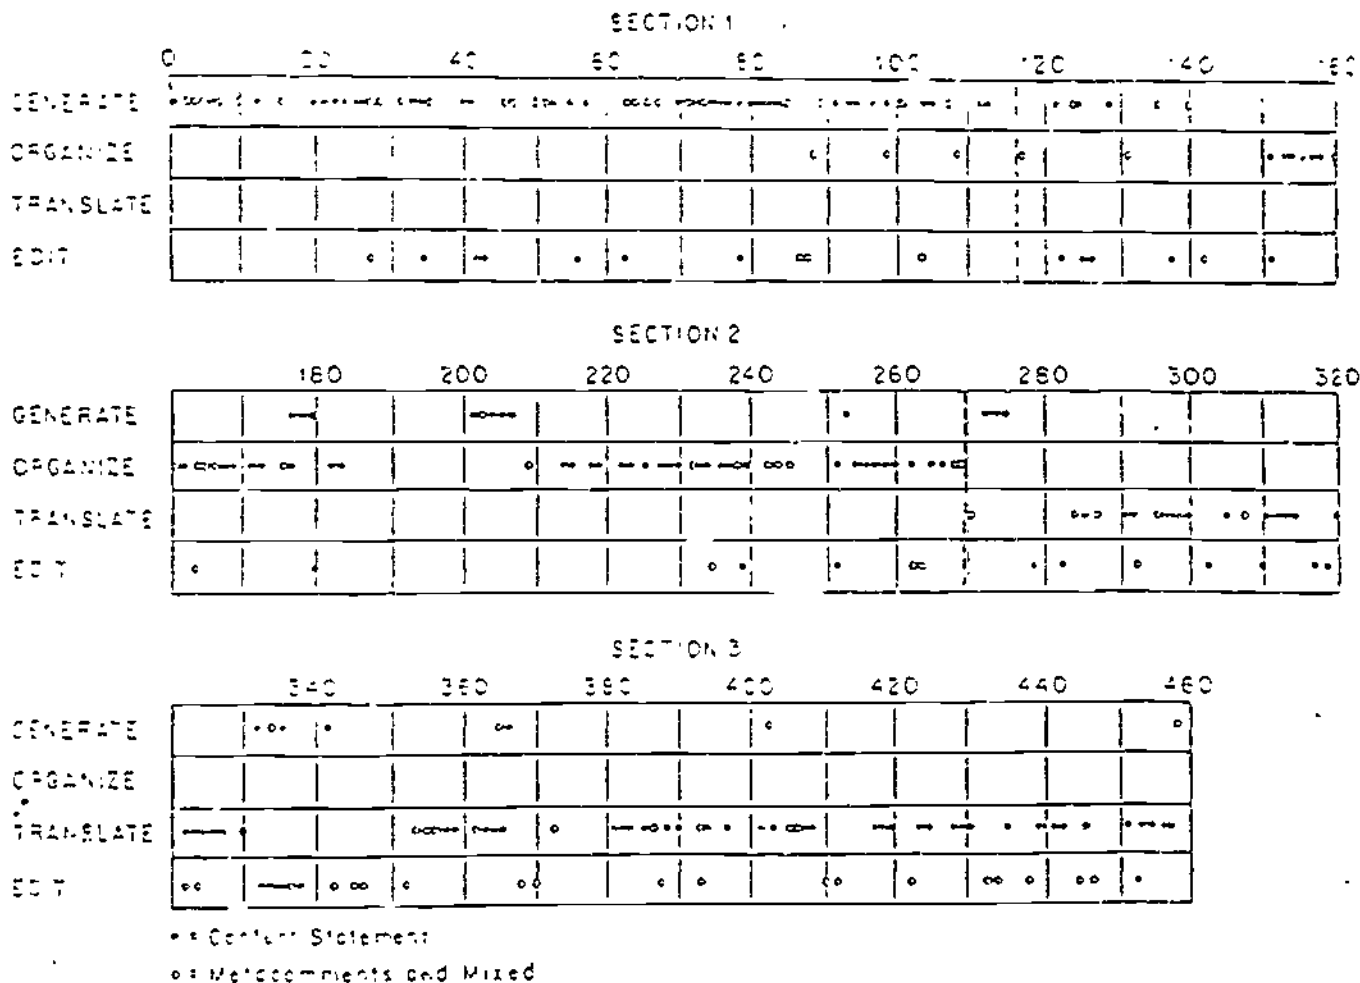 SECTION 1
0 20 40 60 80 100 120 140 160
GENERATE
ORGANIZE
TRANSLATE
EDIT
SECTION 2
180 200 220 240 260 280 300 320
GENERATE
ORGANIZE
TRANSLATE
EDIT
SECTION 3
340 360 380 400 420 440 460
GENERATE
ORGANIZE
TRANSLATE
EDIT
• = Content Statement
o = Metacomments and Mixed